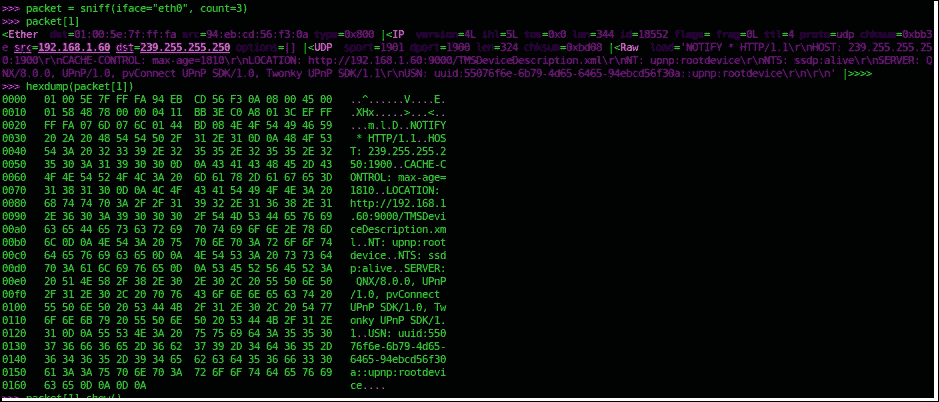 >>> packet = sniff(iface="eth0", count=3)
>>> packet[1]
<Ether  dst=01:00:5e:7f:ff:fa src=94:eb:cd:56:f3:0a type=0x800 |<IP  version=4L ihl=5L tos=0x0 len=344 id=18552 flags= frag=0L ttl=4 proto=udp chksum=0xbb3
e src=192.168.1.60 dst=239.255.255.250 options=[] |<UDP  sport=1901 dport=1900 len=324 chksum=0xbd08 |<Raw  load='NOTIFY * HTTP/1.1\r\nHOST: 239.255.255.25
0:1900\r\nCACHE-CONTROL: max-age=1810\r\nLOCATION: http://192.168.1.60:9000/TMSDeviceDescription.xml\r\nNT: upnp:rootdevice\r\nNTS: ssdp:alive\r\nSERVER: Q
NX/8.0.0, UPnP/1.0, pvConnect UPnP SDK/1.0, Twonky UPnP SDK/1.1\r\nUSN: uuid:55076f6e-6b79-4d65-6465-94ebcd56f30a::upnp:rootdevice\r\n\r\n' |>>>>
>>> hexdump(packet[1])
0000   01 00 5E 7F FF FA 94 EB  CD 56 F3 0A 08 00 45 00   ..^......V....E.
0010   01 58 48 78 00 00 04 11  BB 3E C0 A8 01 3C EF FF   .XHx.....>...<..
0020   FF FA 07 6D 07 6C 01 44  BD 08 4E 4F 54 49 46 59   ...m.l.D..NOTIFY
0030   20 2A 20 48 54 54 50 2F  31 2E 31 0D 0A 48 4F 53    * HTTP/1.1..HOS
0040   54 3A 20 32 33 39 2E 32  35 35 2E 32 35 35 2E 32   T: 239.255.255.2
0050   35 30 3A 31 39 30 30 0D  0A 43 41 43 48 45 2D 43   50:1900..CACHE-C
0060   4F 4E 54 52 4F 4C 3A 20  6D 61 78 2D 61 67 65 3D   ONTROL: max-age=
0070   31 38 31 30 0D 0A 4C 4F  43 41 54 49 4F 4E 3A 20   1810..LOCATION:
0080   68 74 74 70 3A 2F 2F 31  39 32 2E 31 36 38 2E 31   http://192.168.1
0090   2E 36 30 3A 39 30 30 30  2F 54 4D 53 44 65 76 69   .60:9000/TMSDevi
00a0   63 65 44 65 73 63 72 69  70 74 69 6F 6E 2E 78 6D   ceDescription.xm
00b0   6C 0D 0A 4E 54 3A 20 75  70 6E 70 3A 72 6F 6F 74   l..NT: upnp:root
00c0   64 65 76 69 63 65 0D 0A  4E 54 53 3A 20 73 73 64   device..NTS: ssd
00d0   70 3A 61 6C 69 76 65 0D  0A 53 45 52 56 45 52 3A   p:alive..SERVER:
00e0   20 51 4E 58 2F 38 2E 30  2E 30 2C 20 55 50 6E 50    QNX/8.0.0, UPnP
00f0   2F 31 2E 30 2C 20 70 76  43 6F 6E 6E 65 63 74 20   /1.0, pvConnect
0100   55 50 6E 50 20 53 44 4B  2F 31 2E 30 2C 20 54 77   UPnP SDK/1.0, Tw
0110   6F 6E 6B 79 20 55 50 6E  50 20 53 44 4B 2F 31 2E   onky UPnP SDK/1.
0120   31 0D 0A 55 53 4E 3A 20  75 75 69 64 3A 35 35 30   1..USN: uuid:550
0130   37 36 66 36 65 2D 36 62  37 39 2D 34 64 36 35 2D   76f6e-6b79-4d65-
0140   36 34 36 35 2D 39 34 65  62 63 64 35 36 66 33 30   6465-94ebcd56f30
0150   61 3A 3A 75 70 6E 70 3A  72 6F 6F 74 64 65 76 69   a::upnp:rootdevi
0160   63 65 0D 0A 0D 0A                                  ce....
>>> packet[1].show()